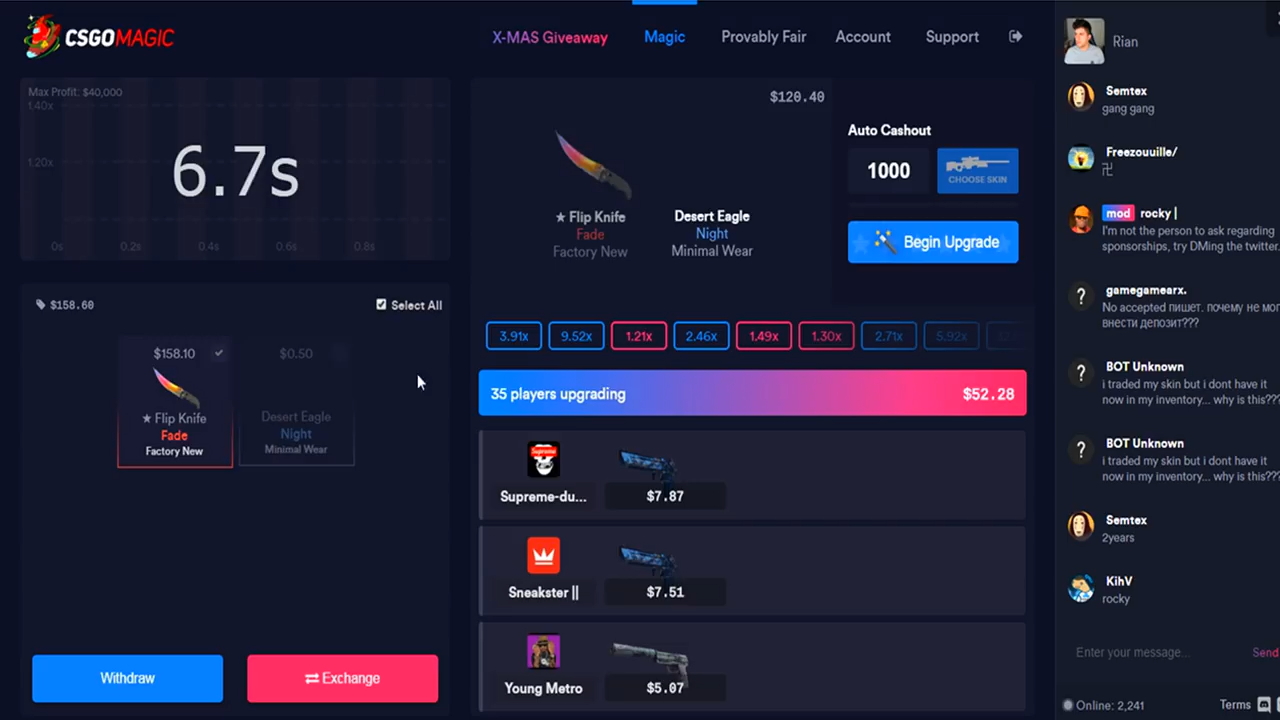 CSGOMAGIC
X-MAS Giveaway
Magic
Provably Fair
Account
Support
Max Profit: $40,000
1.40x
1.20x
6.7s
0s 0.2s 0.4s 0.6s 0.8s
$158.60
Select All
$158.10
★ Flip Knife
Fade
Factory New
$0.50
Desert Eagle
Night
Minimal Wear
Withdraw
Exchange
$120.40
★ Flip Knife
Fade
Factory New
Desert Eagle
Night
Minimal Wear
Auto Cashout
1000
CHOOSE SKIN
Begin Upgrade
3.91x 9.52x 1.21x 2.46x 1.49x 1.30x 2.71x 5.92x
35 players upgrading $52.28
Supreme
Supreme-du...
$7.87
Sneakster ||
$7.51
Young Metro
$5.07
Rian
Semtex
gang gang
Freezouuille/
卍
mod rocky |
I'm not the person to ask regarding
sponsorships, try DMing the twitter.
gamegamearx.
No accepted пишет. почему не мог
внести депозит???
BOT Unknown
i traded my skin but i dont have it
now in my inventory... why is this???
BOT Unknown
i traded my skin but i dont have it
now in my inventory... why is this???
Semtex
2years
KihV
rocky
Enter your message...
Send
Online: 2,241
Terms